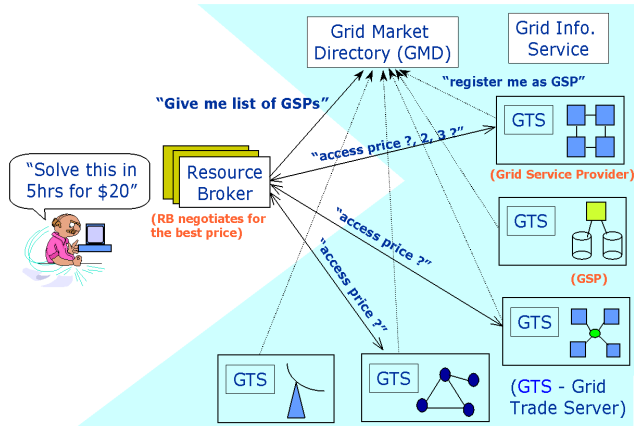 Grid Market
Directory (GMD)
Grid Info.
Service
“register me as GSP”
“Give me list of GSPs”
GTS
“access price ?, 2, 3 ?”
(Grid Service Provider)
“Solve this in
5hrs for $20”
Resource
Broker
(RB negotiates for
the best price)
“access price ?”
“access price ?”
GTS
(GSP)
GTS
GTS
GTS
(GTS - Grid
Trade Server)